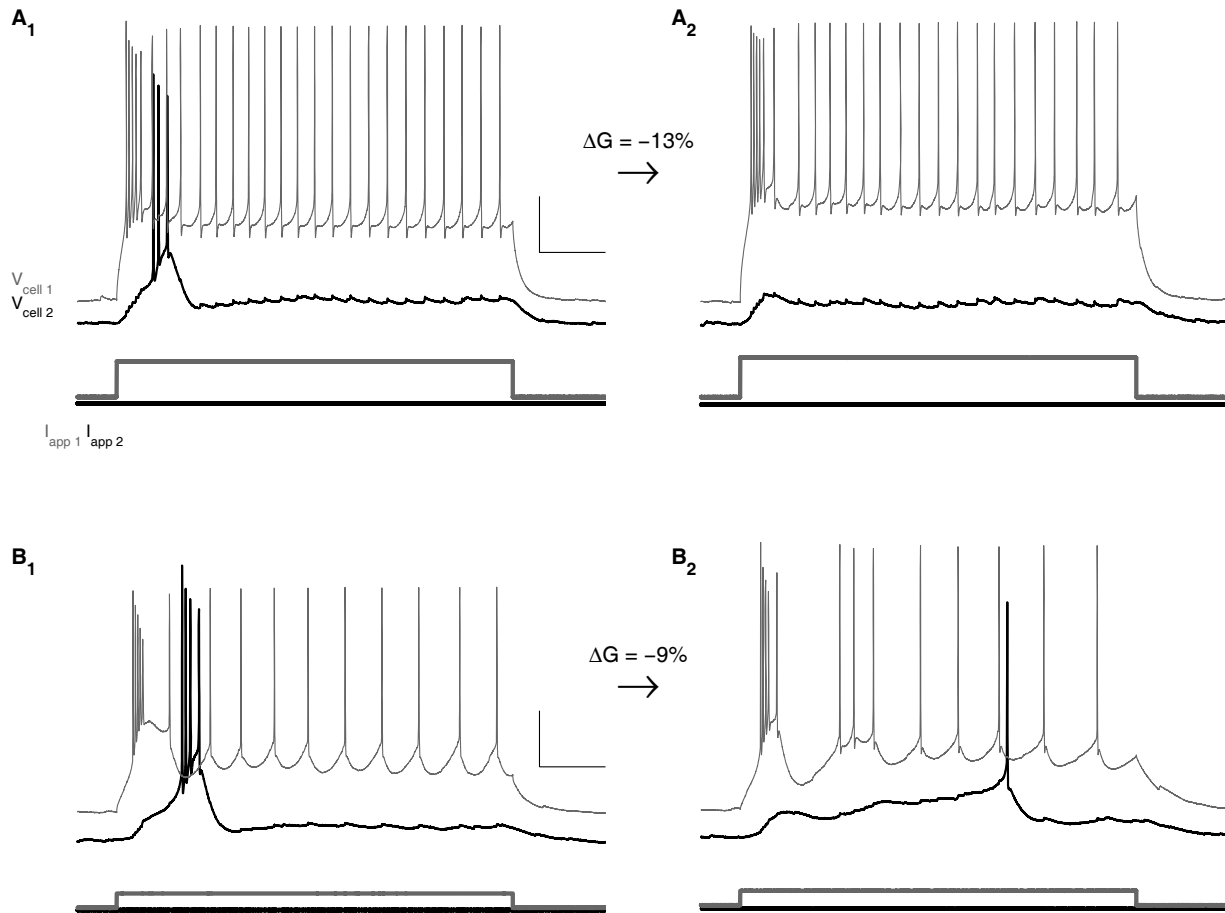 A1
A2
ΔG = −13%
→
Vcell 1
Vcell 2
Iapp 1 Iapp 2
B1
B2
ΔG = −9%
→